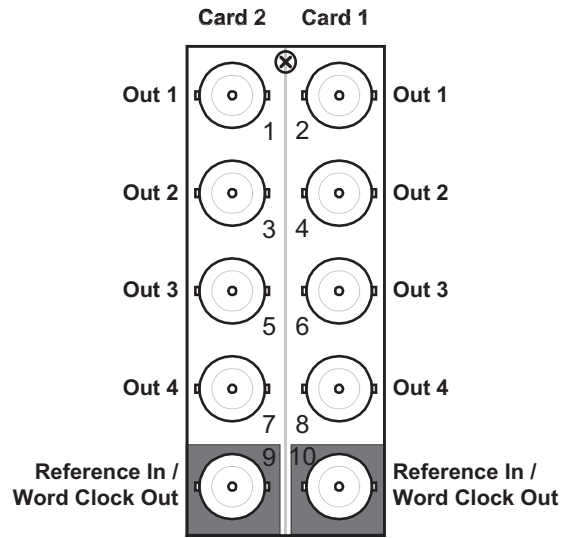 Card 2 Card 1
Out 1 Out 1
1 2
Out 2 Out 2
3 4
Out 3 Out 3
5 6
Out 4 Out 4
7 8
9 10
Reference In / Reference In /
Word Clock Out Word Clock Out